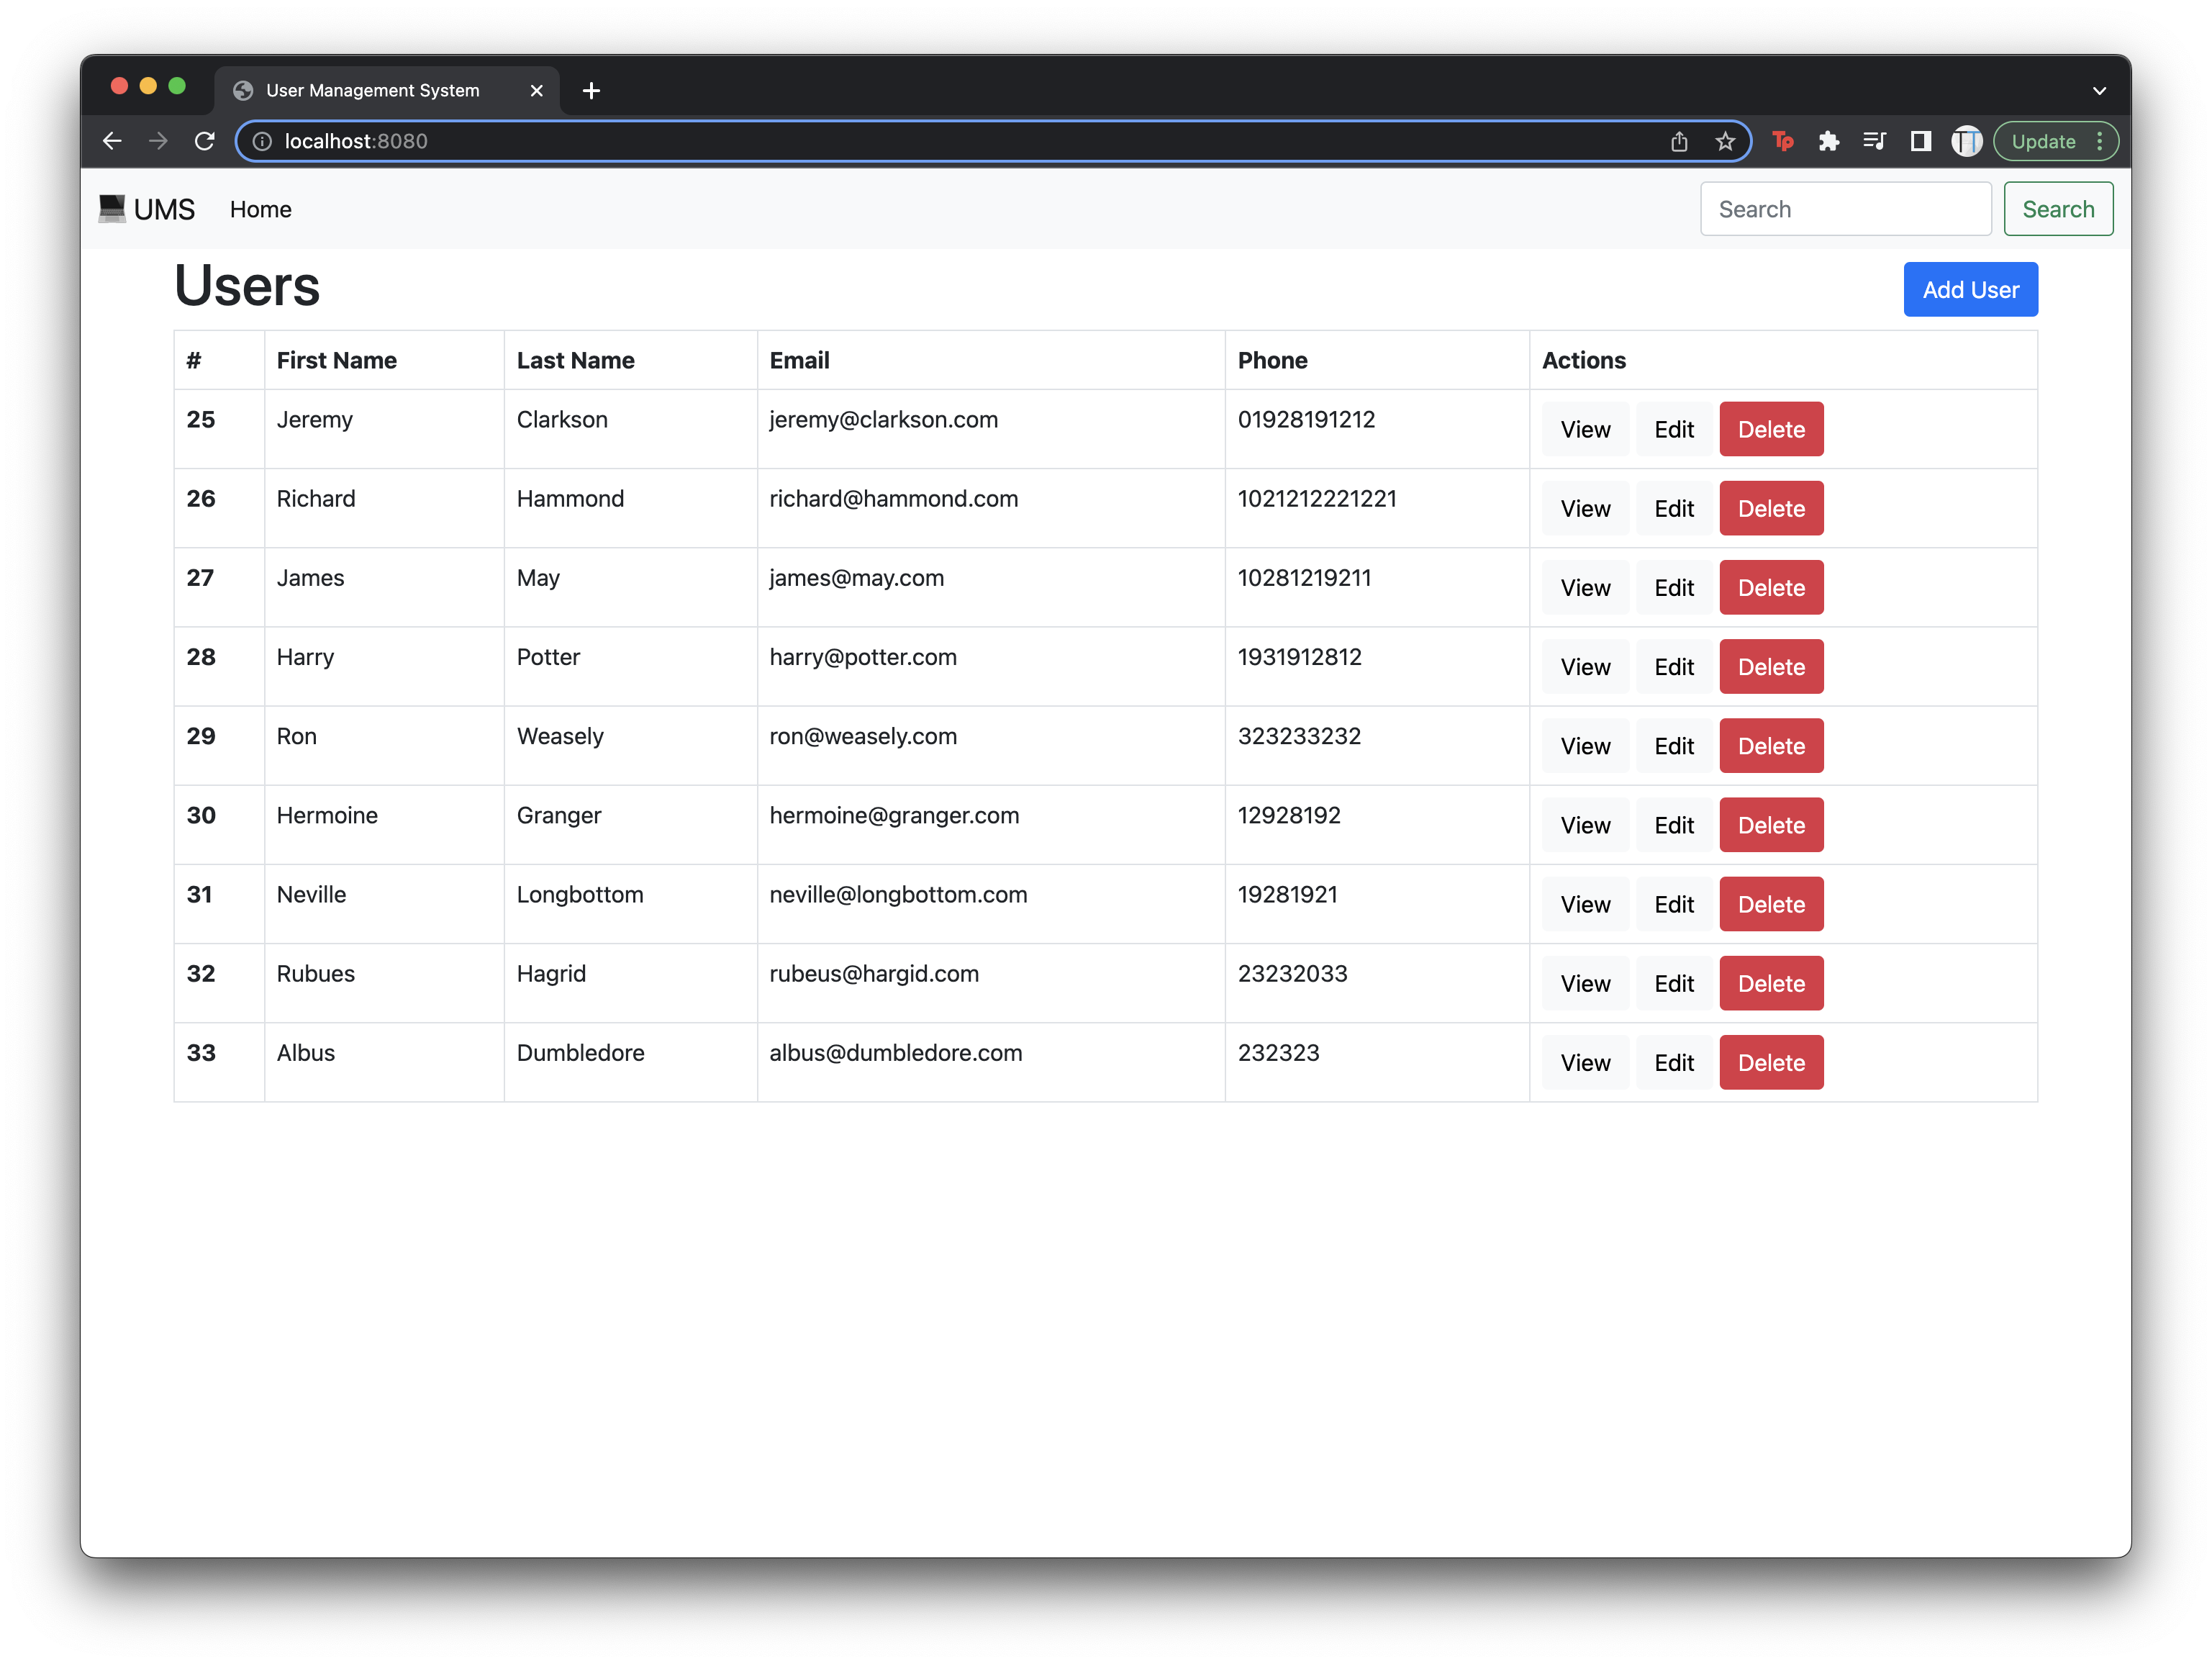 User Management System
localhost:8080
Tp
TT
Update
UMS Home Search Search
Users Add User
# First Name Last Name Email Phone Actions
25 Jeremy Clarkson jeremy@clarkson.com 01928191212 View Edit Delete
26 Richard Hammond richard@hammond.com 1021212221221 View Edit Delete
27 James May james@may.com 10281219211 View Edit Delete
28 Harry Potter harry@potter.com 1931912812 View Edit Delete
29 Ron Weasely ron@weasely.com 323233232 View Edit Delete
30 Hermoine Granger hermoine@granger.com 12928192 View Edit Delete
31 Neville Longbottom neville@longbottom.com 19281921 View Edit Delete
32 Rubues Hagrid rubeus@hargid.com 23232033 View Edit Delete
33 Albus Dumbledore albus@dumbledore.com 232323 View Edit Delete